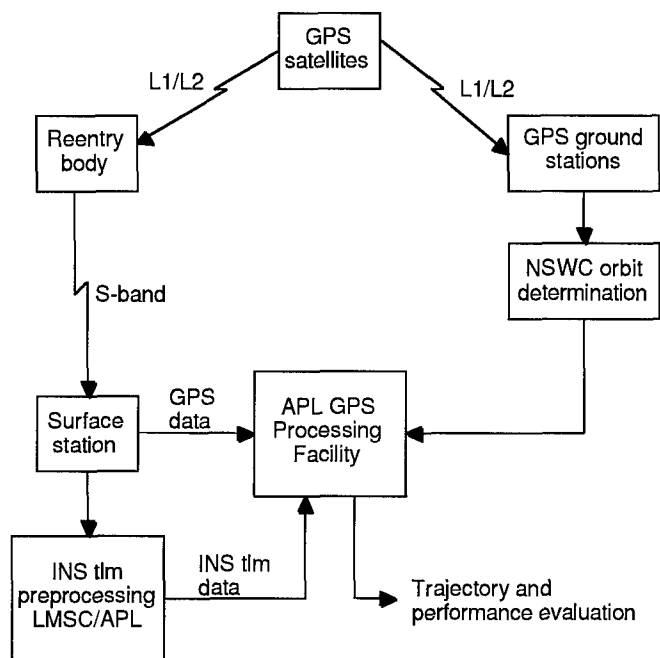 GPS
satellites
L1/L2
L1/L2
Reentry
body
GPS ground
stations
NSWC orbit
determination
S-band
GPS
data
APL GPS
Processing
Facility
Surface
station
INS tlm
preprocessing
LMSC/APL
INS tlm
data
Trajectory and
performance evaluation